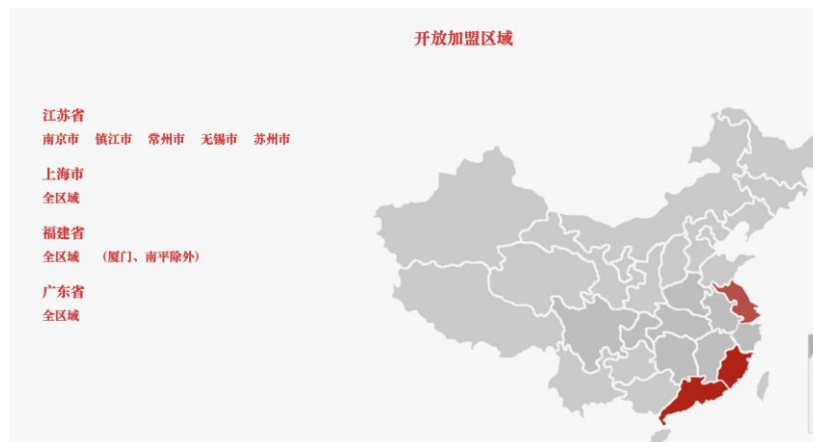 开放加盟区域
江苏省
南京市 镇江市 常州市 无锡市 苏州市
上海市
全区域
福建省
全区域 （厦门、南平除外）
广东省
全区域